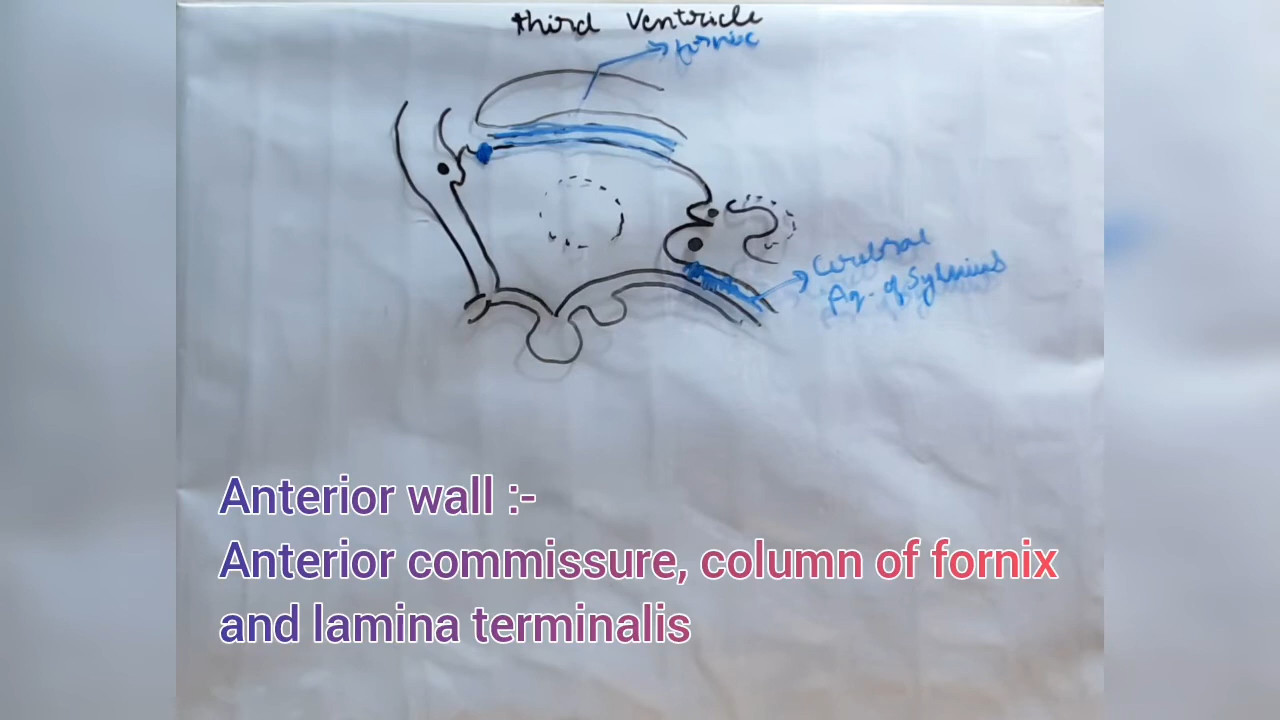 third Ventricle
fornix
Cerebral
Aq. of Sylvius
Anterior wall :-
Anterior commissure, column of fornix
and lamina terminalis